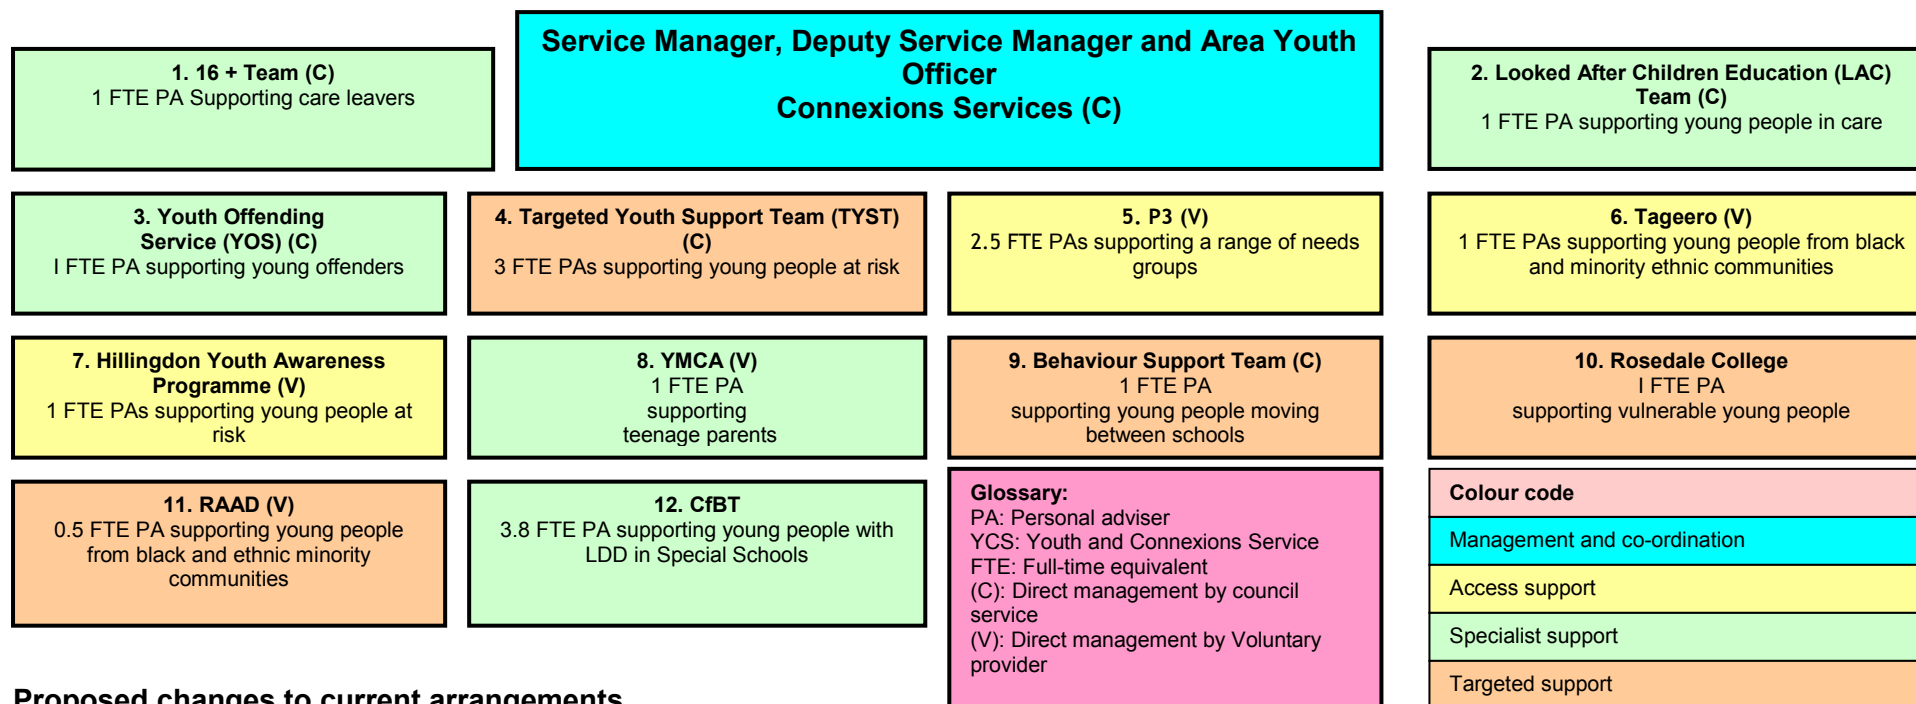 Service Manager, Deputy Service Manager and Area Youth
Officer
Connexions Services (C)
1. 16 + Team (C)
1 FTE PA Supporting care leavers
2. Looked After Children Education (LAC)
Team (C)
1 FTE PA supporting young people in care
3. Youth Offending
Service (YOS) (C)
I FTE PA supporting young offenders
4. Targeted Youth Support Team (TYST)
(C)
3 FTE PAs supporting young people at risk
5. P3 (V)
2.5 FTE PAs supporting a range of needs
groups
6. Tageero (V)
1 FTE PAs supporting young people from black
and minority ethnic communities
7. Hillingdon Youth Awareness
Programme (V)
1 FTE PAs supporting young people at
risk
8. YMCA (V)
1 FTE PA
supporting
teenage parents
9. Behaviour Support Team (C)
1 FTE PA
supporting young people moving
between schools
10. Rosedale College
I FTE PA
supporting vulnerable young people
11. RAAD (V)
0.5 FTE PA supporting young people
from black and ethnic minority
communities
12. CfBT
3.8 FTE PA supporting young people with
LDD in Special Schools
Glossary:
PA: Personal adviser
YCS: Youth and Connexions Service
FTE: Full-time equivalent
(C): Direct management by council
service
(V): Direct management by Voluntary
provider
Colour code
Management and co-ordination
Access support
Specialist support
Targeted support
Proposed changes to current arrangements